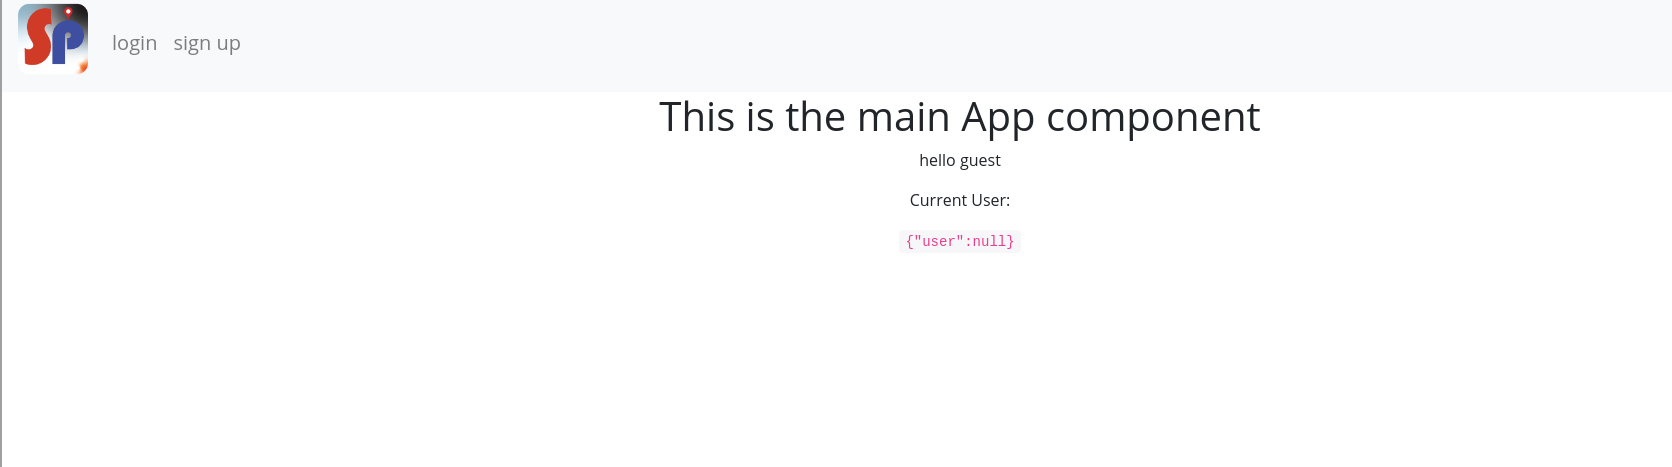 SP
login sign up
This is the main App component
hello guest
Current User:
{"user":null}